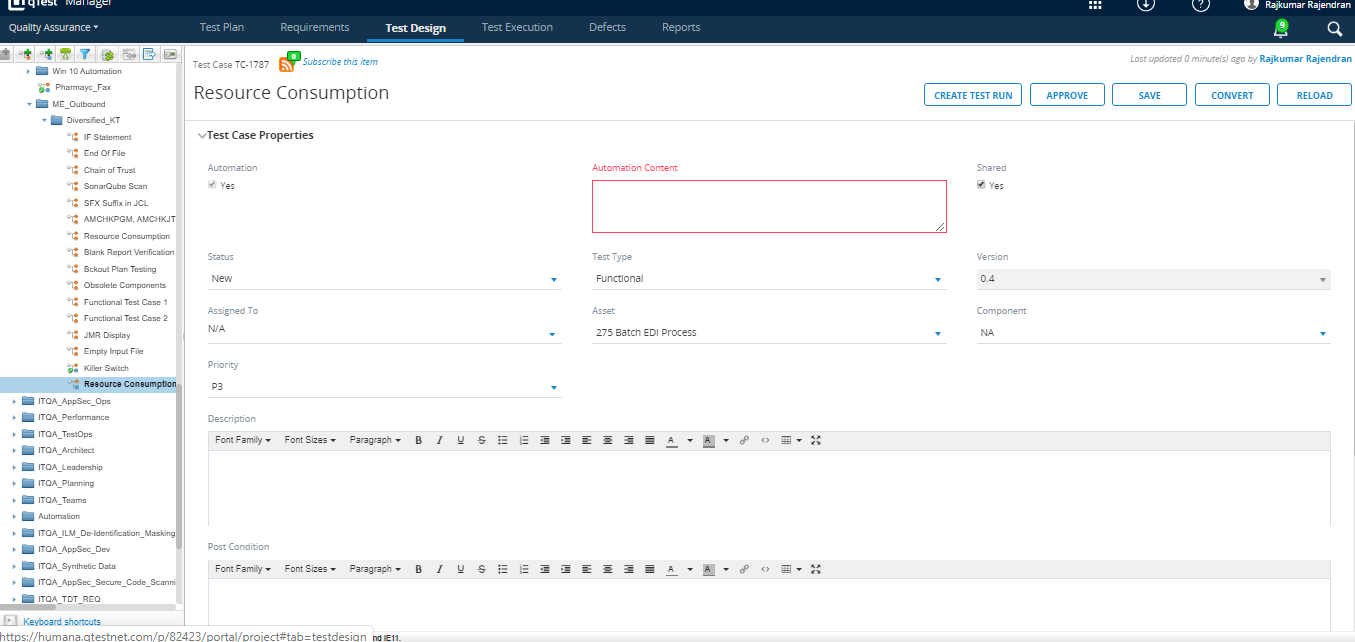 qTest Manager
Rajkumar Rajendran
Quality Assurance
Test Plan
Requirements
Test Design
Test Execution
Defects
Reports
9
Win 10 Automation
Pharmayc_Fax
ME_Outbound
Diversified_KT
IF Statement
End Of File
Chain of Trust
SonarQube Scan
SFX Suffix in JCL
AMCHKPGM, AMCHKJT
Resource Consumption
Blank Report Verification
Bckout Plan Testing
Obsolete Components
Functional Test Case 1
Functional Test Case 2
JMR Display
Empty Input File
Killer Switch
Resource Consumption
ITQA_AppSec_Ops
ITQA_Performance
ITQA_TestOps
ITQA_Architect
ITQA_Leadership
ITQA_Planning
ITQA_Teams
Automation
ITQA_ILM_De-Identification_Masking
ITQA_AppSec_Dev
ITQA_Synthetic Data
ITQA_AppSec_Secure_Code_Scanni
ITQA_TDT_REQ
Keyboard shortcuts
https://humana.qtestnet.com/p/82423/portal/project#tab=testdesign
nd IE11.
Test Case TC-1787
0
Subscribe this item
Last updated 0 minute(s) ago by Rajkumar Rajendran
Resource Consumption
CREATE TEST RUN
APPROVE
SAVE
CONVERT
RELOAD
Test Case Properties
Automation
Yes
Automation Content
Shared
Yes
Status
New
Test Type
Functional
Version
0.4
Assigned To
N/A
Asset
275 Batch EDI Process
Component
NA
Priority
P3
Description
Font Family Font Sizes Paragraph B I U S A A
Post Condition
Font Family Font Sizes Paragraph B I U S A A